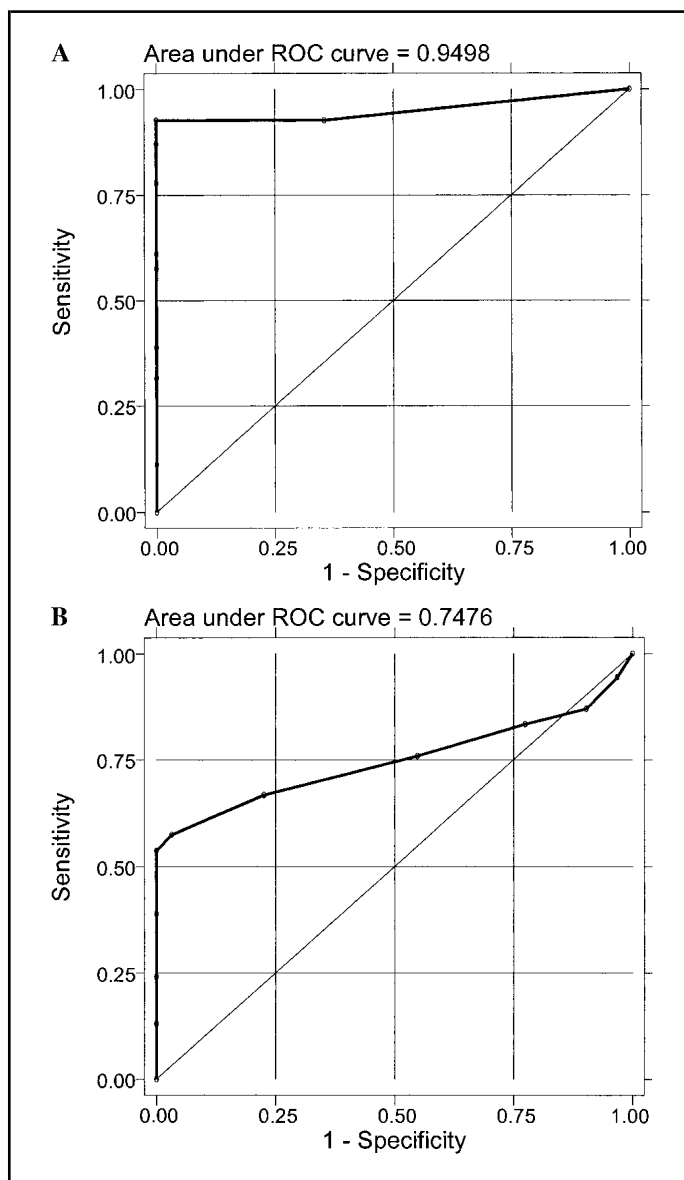 A Area under ROC curve = 0.9498
1.00
0.75
0.50
0.25
0.00
Sensitivity
0.00 0.25 0.50 0.75 1.00
1 - Specificity
B Area under ROC curve = 0.7476
1.00
0.75
0.50
0.25
0.00
Sensitivity
0.00 0.25 0.50 0.75 1.00
1 - Specificity